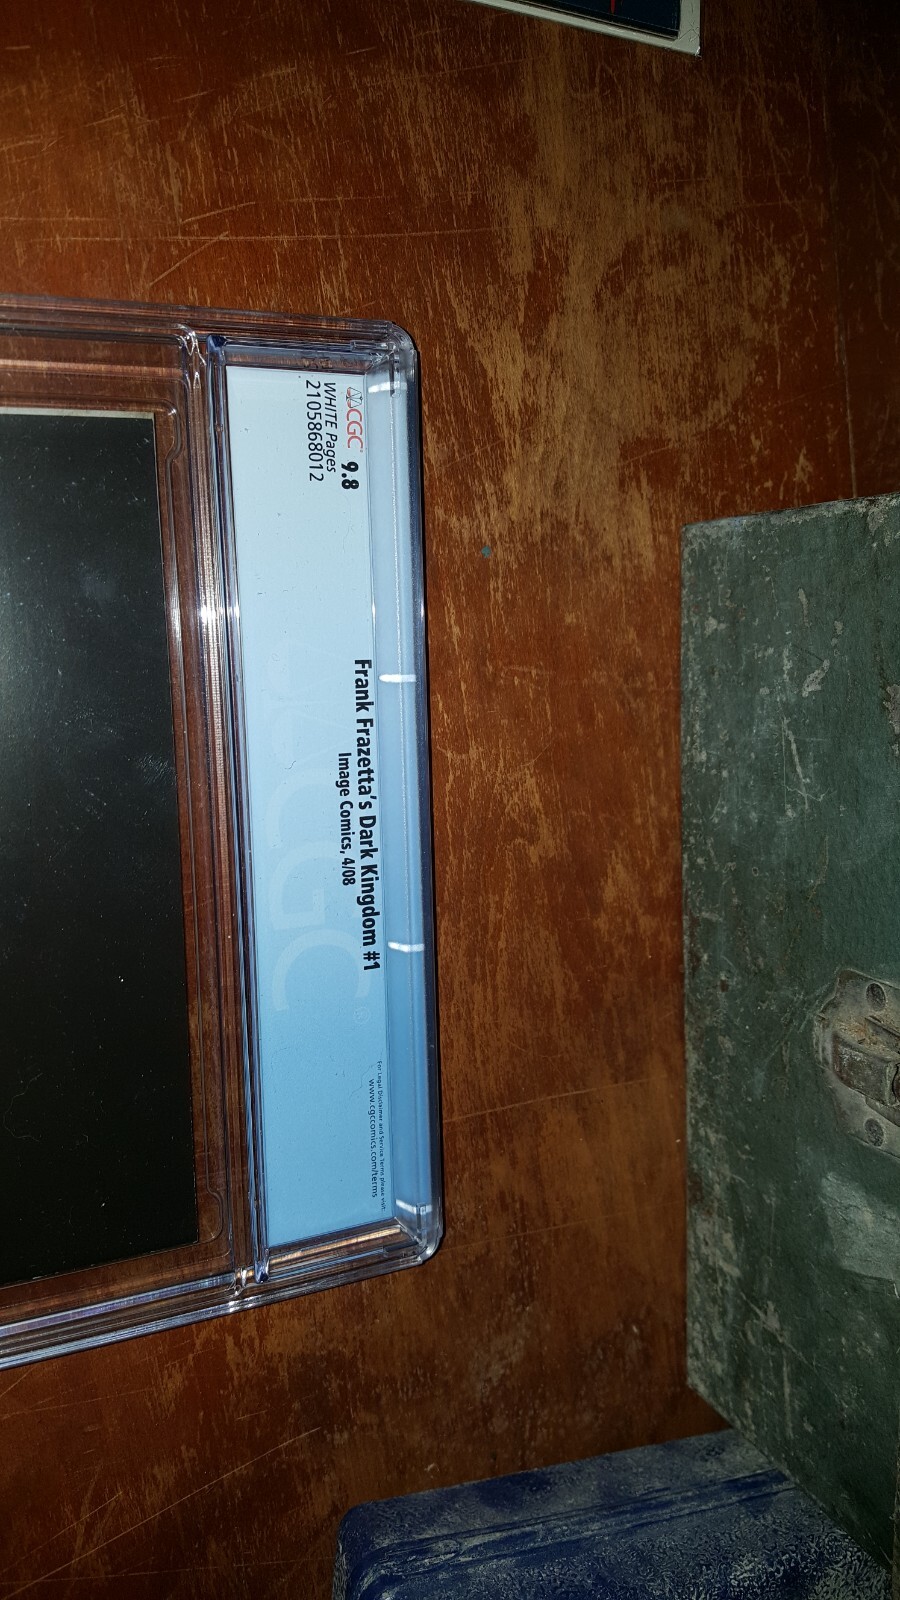 CGC 9.8
WHITE Pages
2105868012
Frank Frazetta's Dark Kingdom #1
Image Comics, 4/08
CGC®
For Legal Disclaimer and Service Terms please visit:
www.cgccomics.com/terms